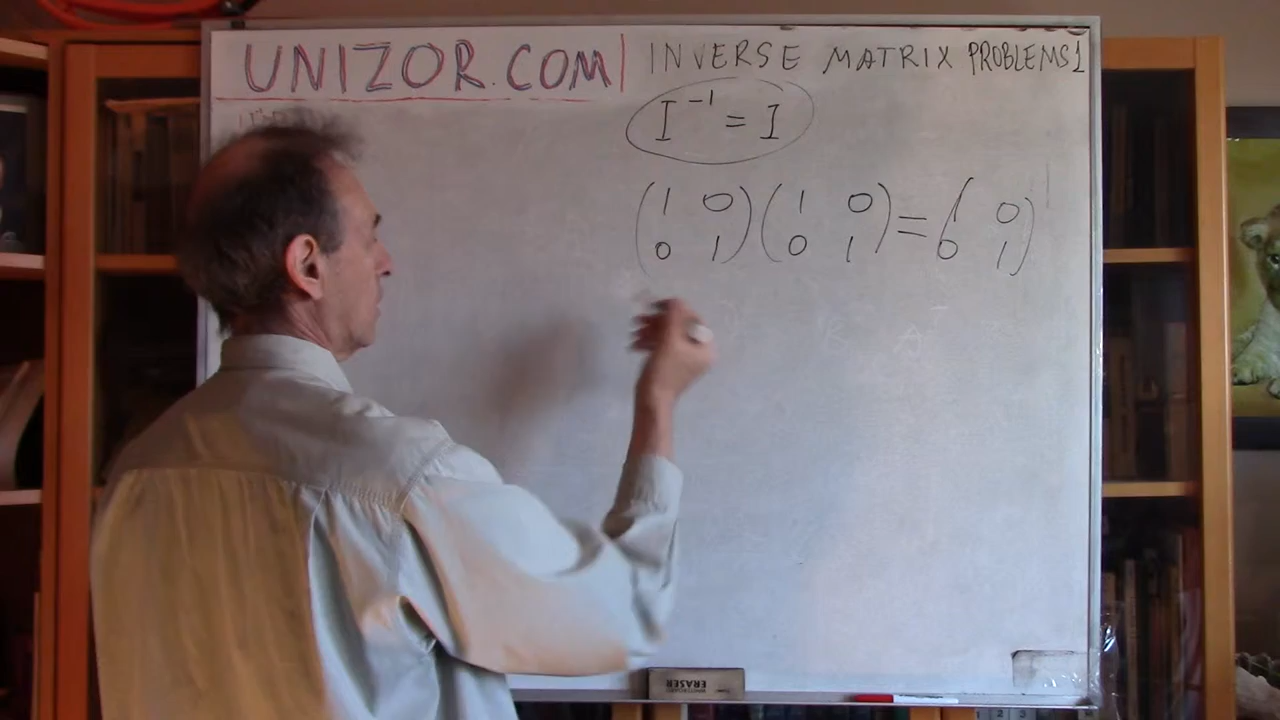 UNIZOR.COM | INVERSE MATRIX PROBLEMS 1
I⁻¹ = I
(1 0) (1 0) = (1 0)
(0 1) (0 1) = (0 1)
ERASER